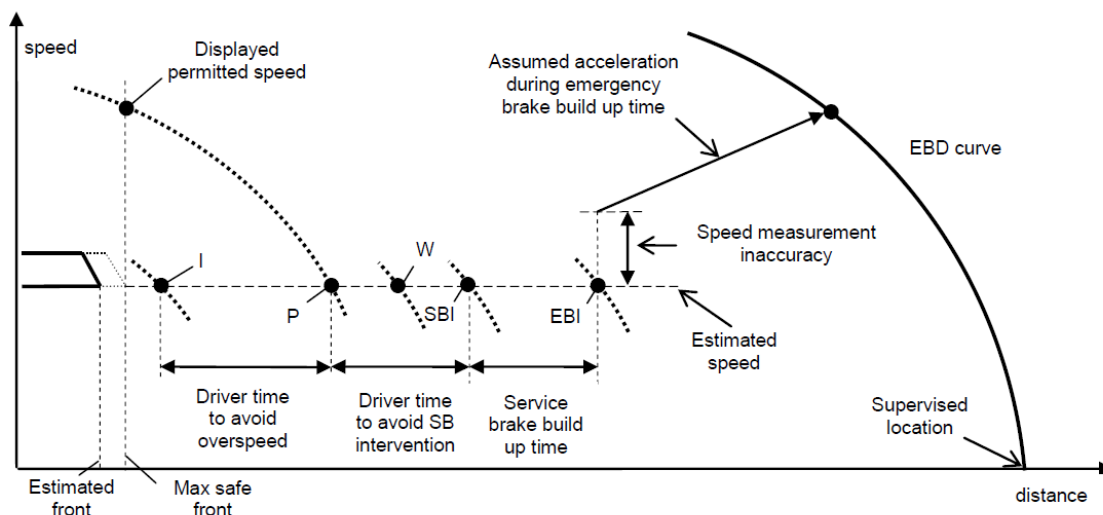 speed
Displayed
permitted speed
Assumed acceleration
during emergency
brake build up time
EBD curve
Speed measurement
inaccuracy
I
W
P
SBI
EBI
Estimated
speed
Driver time
to avoid
overspeed
Driver time
to avoid SB
intervention
Service
brake build
up time
Supervised
location
Estimated
front
Max safe
front
distance